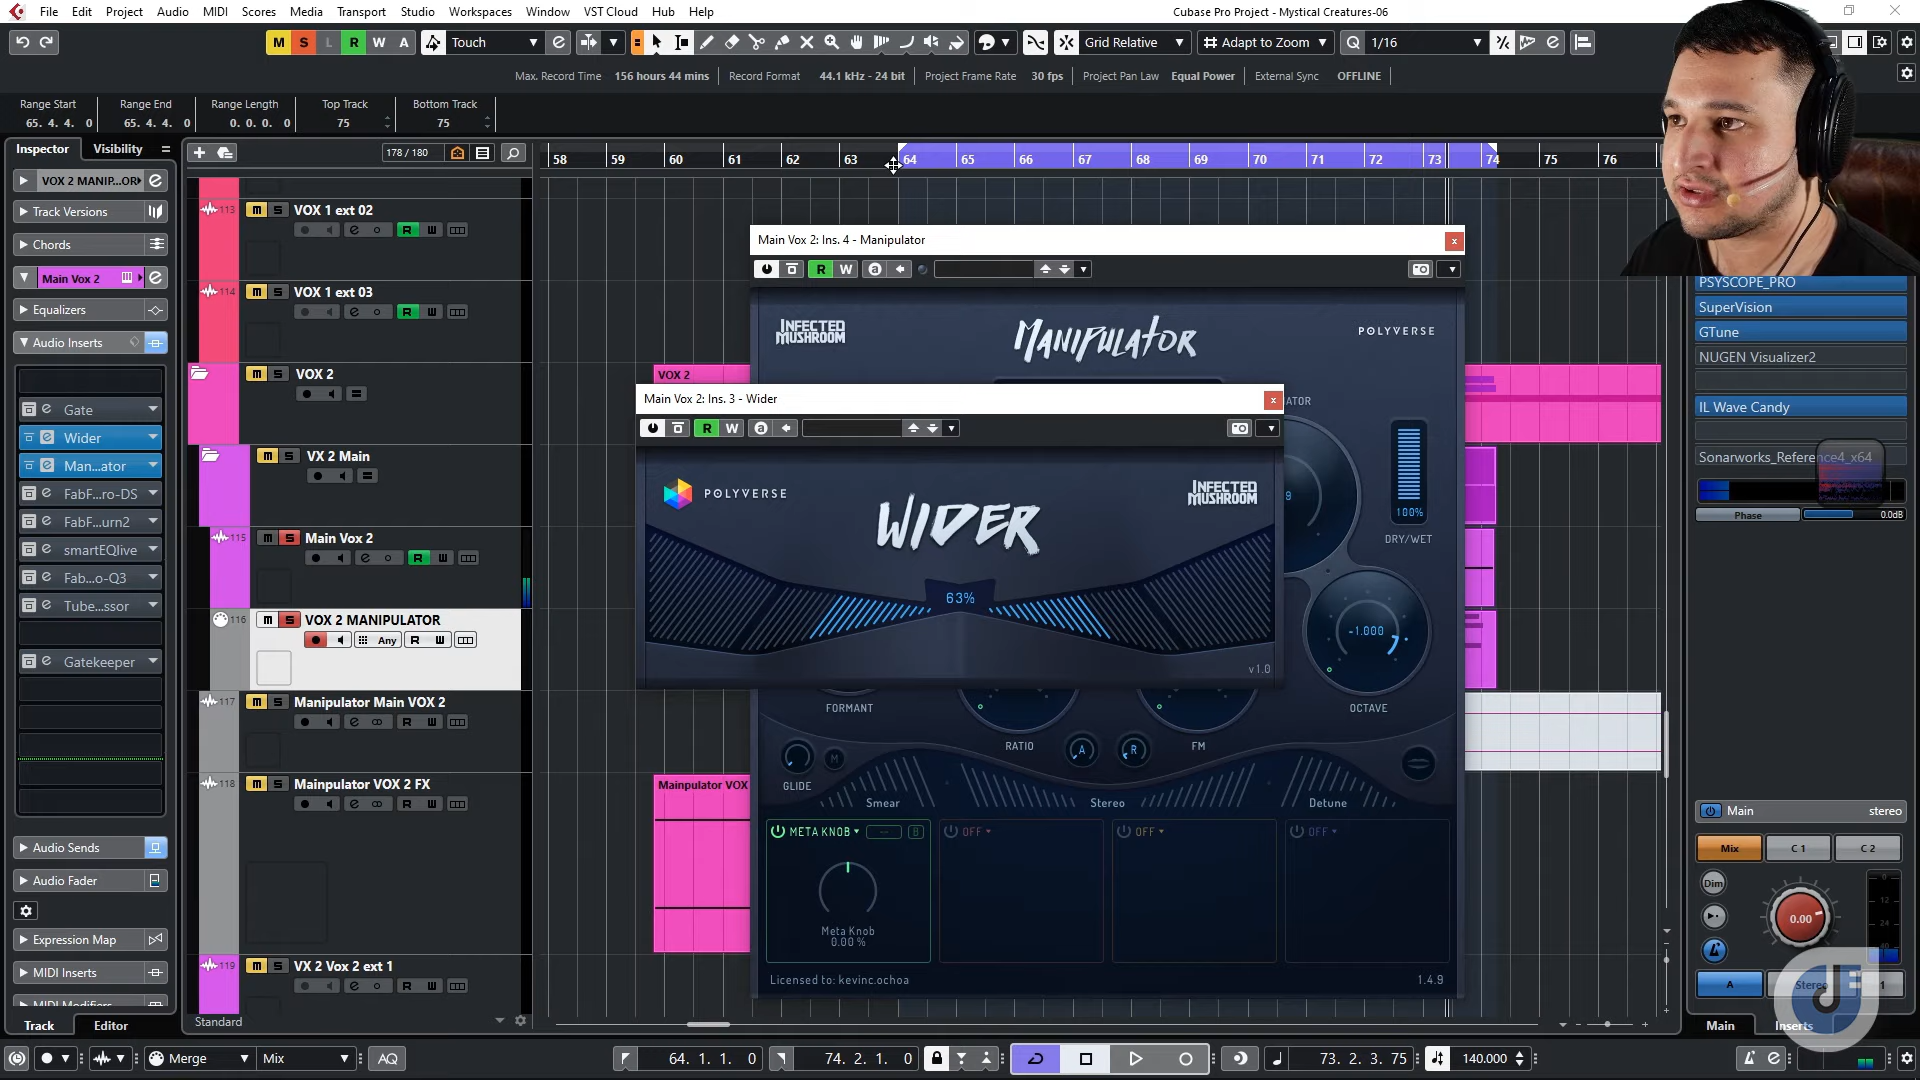 File Edit Project Audio MIDI Scores Media Transport Studio Workspaces Window VST Cloud Hub Help
Cubase Pro Project - Mystical Creatures-06
M S L R W A Touch Grid Relative Adapt to Zoom Q 1/16
Max. Record Time 156 hours 44 mins Record Format 44.1 kHz - 24 bit Project Frame Rate 30 fps Project Pan Law Equal Power External Sync OFFLINE
Range Start Range End Range Length Top Track Bottom Track
65. 4. 4. 0 65. 4. 4. 0 0. 0. 0. 0 75 75
Inspector Visibility
178 / 180
58 59 60 61 62 63 64 65 66 67 68 69 70 71 72 73 74 75 76
VOX 2 MANIP...OR
Track Versions
Chords
Main Vox 2
Equalizers
Audio Inserts
Gate
Wider
Man...ator
FabF...ro-DS
FabF...urn2
smartEQlive
Fab...o-Q3
Tube...ssor
Gatekeeper
Audio Sends
Audio Fader
Expression Map
MIDI Inserts
MIDI Modifiers
Track Editor
113 M S VOX 1 ext 02
R W
114 M S VOX 1 ext 03
R W
M S VOX 2
M S VX 2 Main
115 M S Main Vox 2
R W
116 M S VOX 2 MANIPULATOR
Any R W
117 M S Manipulator Main VOX 2
R W
118 M S Mainpulator VOX 2 FX
R W
119 M S VX 2 Vox 2 ext 1
R W
Standard
VOX 2
Mainpulator VOX
Main Vox 2: Ins. 4 - Manipulator
R W
INFECTED MUSHROOM
MANIPULATOR
POLYVERSE
Main Vox 2: Ins. 3 - Wider
R W
POLYVERSE
WIDER
INFECTED MUSHROOM
63%
v1.0
100%
DRY/WET
-1.000
OCTAVE
FORMANT
RATIO
A R
FM
GLIDE
M
Smear Stereo Detune
META KNOB -- B OFF OFF OFF
Meta Knob
0.00 %
Licensed to: kevinc.ochoa
1.4.9
PSYSCOPE_PRO
SuperVision
GTune
NUGEN Visualizer2
IL Wave Candy
Sonarworks_Reference4_x64
Phase 0.0dB
Main stereo
Mix C 1 C 2
Dim
0.00
A Stereo 1
Main Inserts
Merge Mix AQ
64. 1. 1. 0 74. 2. 1. 0 73. 2. 3. 75 140.000